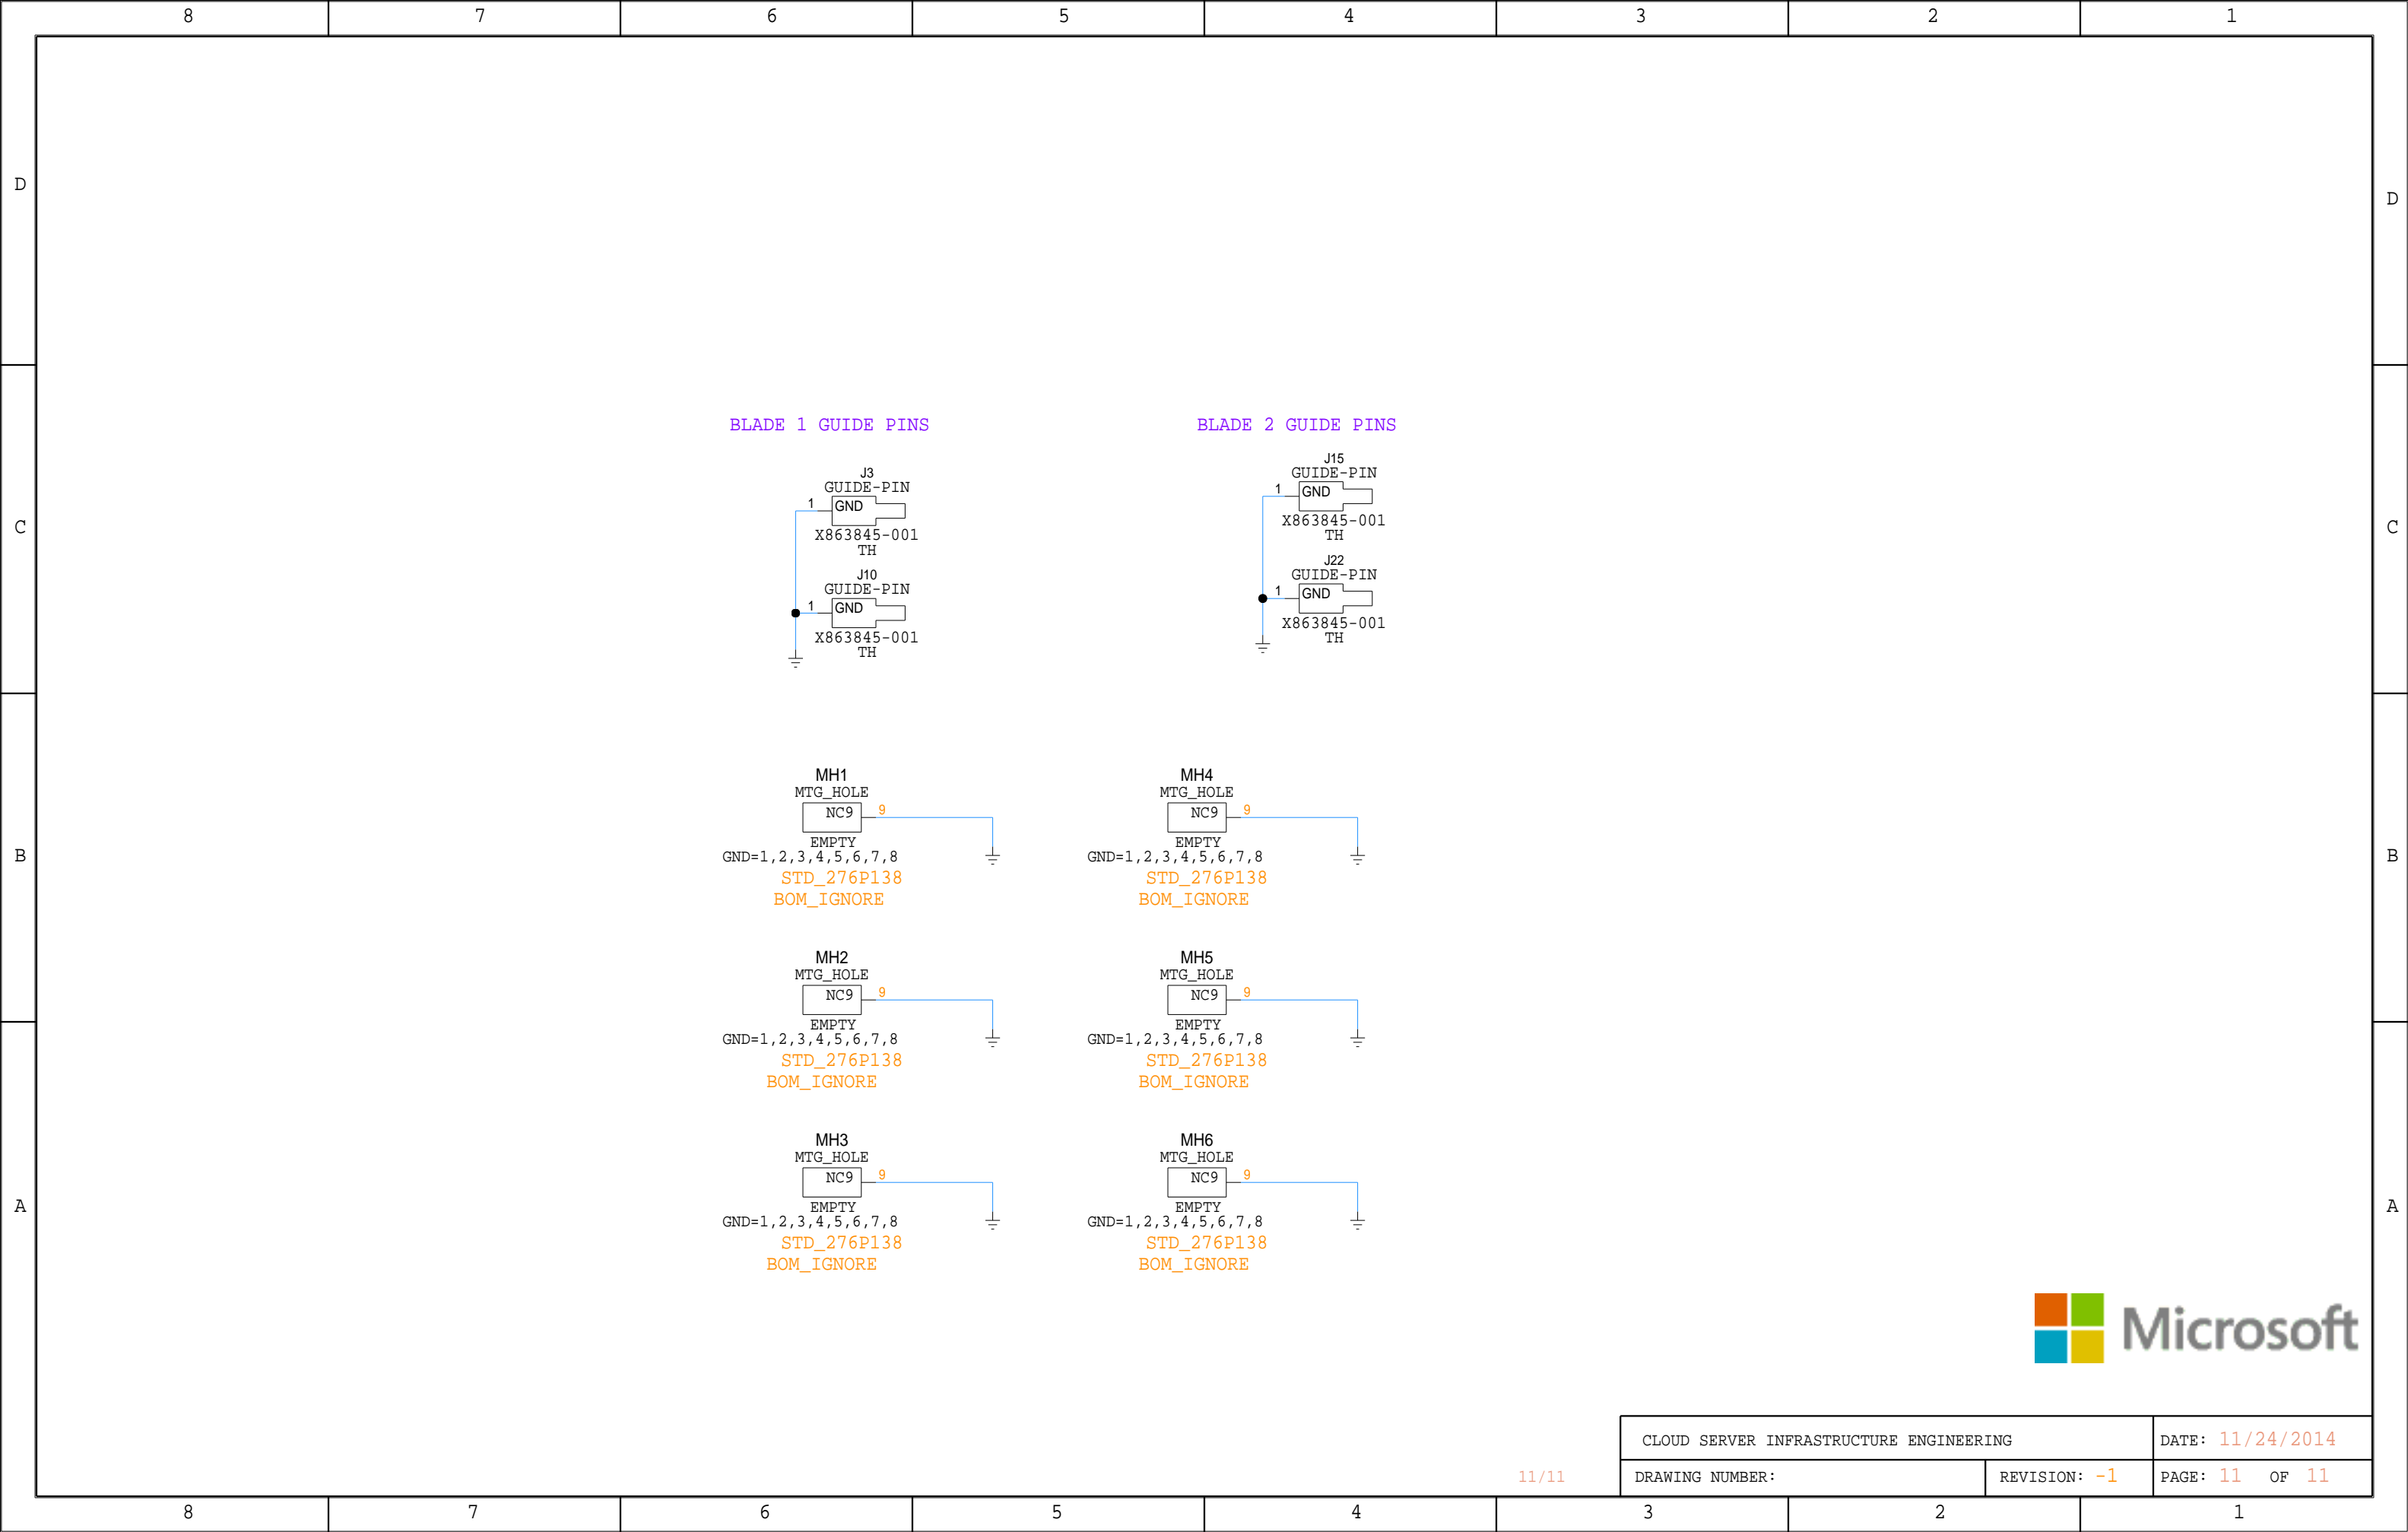 8 7 6 5 4 3 2 1
D D
BLADE 1 GUIDE PINS
J3
GUIDE-PIN
1 GND
X863845-001
TH
J10
GUIDE-PIN
1 GND
X863845-001
TH
BLADE 2 GUIDE PINS
J15
GUIDE-PIN
1 GND
X863845-001
TH
J22
GUIDE-PIN
1 GND
X863845-001
TH
C C
MH1
MTG_HOLE
NC9 9
EMPTY
GND=1,2,3,4,5,6,7,8
STD_276P138
BOM_IGNORE
MH4
MTG_HOLE
NC9 9
EMPTY
GND=1,2,3,4,5,6,7,8
STD_276P138
BOM_IGNORE
B B
MH2
MTG_HOLE
NC9 9
EMPTY
GND=1,2,3,4,5,6,7,8
STD_276P138
BOM_IGNORE
MH5
MTG_HOLE
NC9 9
EMPTY
GND=1,2,3,4,5,6,7,8
STD_276P138
BOM_IGNORE
MH3
MTG_HOLE
NC9 9
EMPTY
GND=1,2,3,4,5,6,7,8
STD_276P138
BOM_IGNORE
MH6
MTG_HOLE
NC9 9
EMPTY
GND=1,2,3,4,5,6,7,8
STD_276P138
BOM_IGNORE
A A
Microsoft
CLOUD SERVER INFRASTRUCTURE ENGINEERING
DATE: 11/24/2014
11/11
DRAWING NUMBER:
REVISION: -1
PAGE: 11 OF 11
8 7 6 5 4 3 2 1